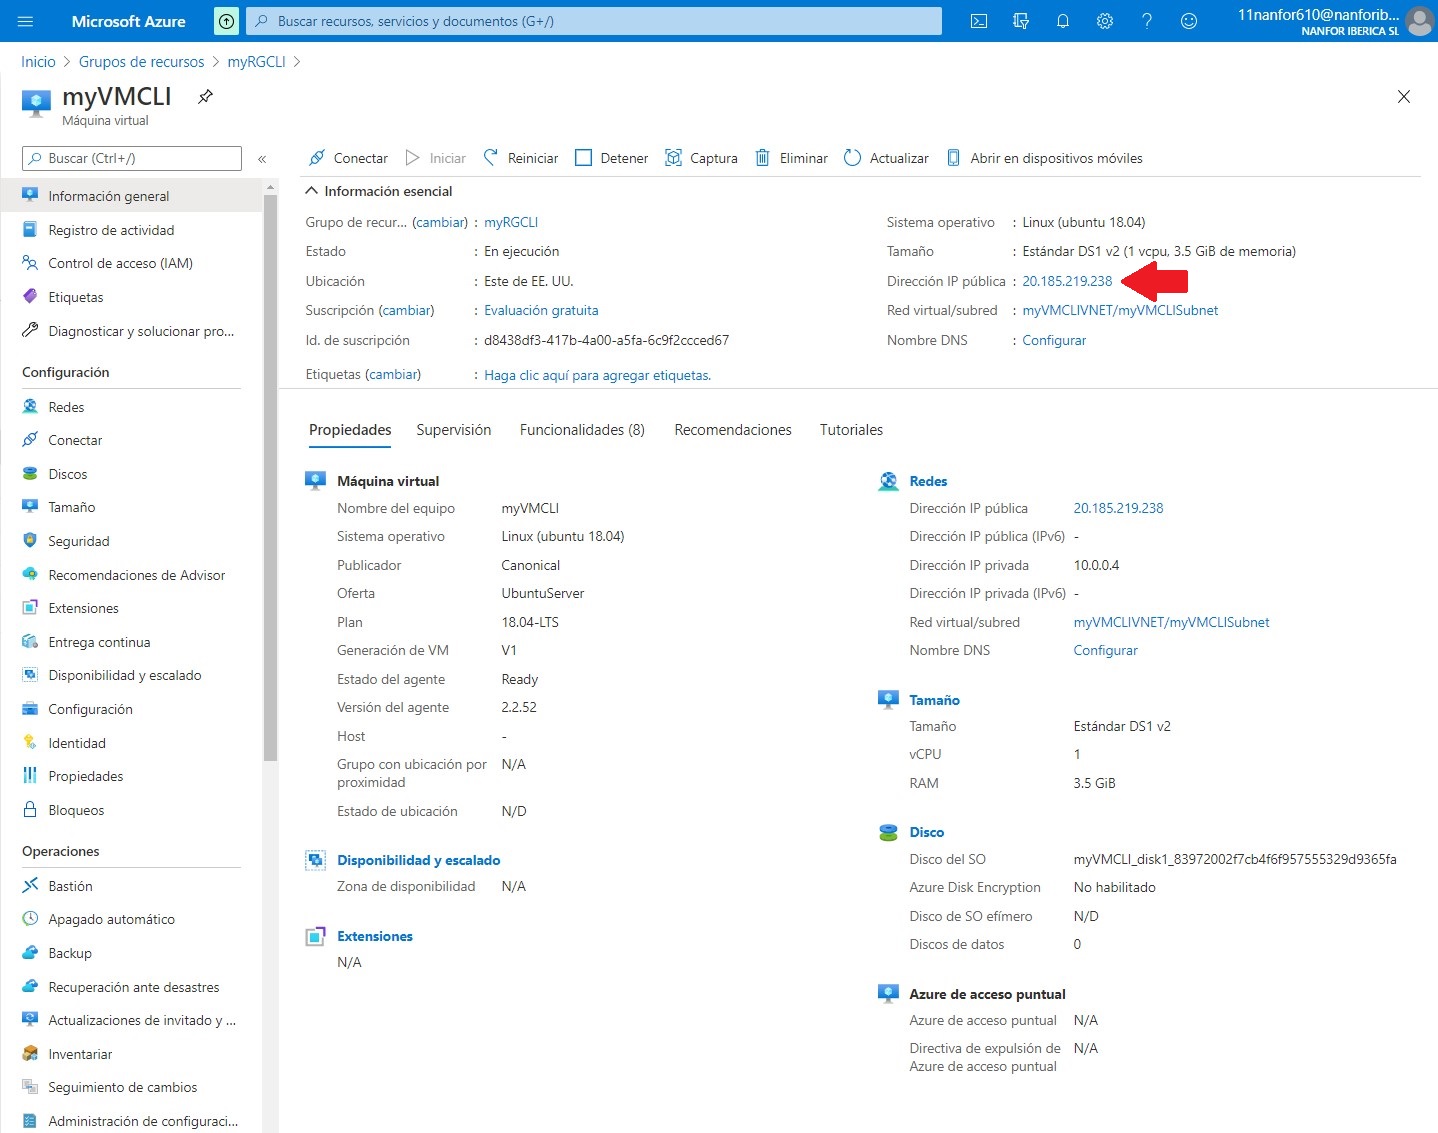 Microsoft Azure
Buscar recursos, servicios y documentos (G+/)
11nanfor610@nanforib...
NANFOR IBERICA SL
Inicio > Grupos de recursos > myRGCLI >
myVMCLI
Máquina virtual
Buscar (Ctrl+/)
«
Información general
Registro de actividad
Control de acceso (IAM)
Etiquetas
Diagnosticar y solucionar pro...
Configuración
Redes
Conectar
Discos
Tamaño
Seguridad
Recomendaciones de Advisor
Extensiones
Entrega continua
Disponibilidad y escalado
Configuración
Identidad
Propiedades
Bloqueos
Operaciones
Bastión
Apagado automático
Backup
Recuperación ante desastres
Actualizaciones de invitado y ...
Inventariar
Seguimiento de cambios
Administración de configuraci...
Conectar Iniciar Reiniciar Detener Captura Eliminar Actualizar Abrir en dispositivos móviles
Información esencial
Grupo de recur... (cambiar) : myRGCLI
Estado : En ejecución
Ubicación : Este de EE. UU.
Suscripción (cambiar) : Evaluación gratuita
Id. de suscripción : d8438df3-417b-4a00-a5fa-6c9f2ccced67
Etiquetas (cambiar) : Haga clic aquí para agregar etiquetas.
Sistema operativo : Linux (ubuntu 18.04)
Tamaño : Estándar DS1 v2 (1 vcpu, 3.5 GiB de memoria)
Dirección IP pública : 20.185.219.238
Red virtual/subred : myVMCLIVNET/myVMCLISubnet
Nombre DNS : Configurar
Propiedades Supervisión Funcionalidades (8) Recomendaciones Tutoriales
Máquina virtual
Nombre del equipo myVMCLI
Sistema operativo Linux (ubuntu 18.04)
Publicador Canonical
Oferta UbuntuServer
Plan 18.04-LTS
Generación de VM V1
Estado del agente Ready
Versión del agente 2.2.52
Host -
Grupo con ubicación por N/A
proximidad
Estado de ubicación N/D
Disponibilidad y escalado
Zona de disponibilidad N/A
Extensiones
N/A
Redes
Dirección IP pública 20.185.219.238
Dirección IP pública (IPv6) -
Dirección IP privada 10.0.0.4
Dirección IP privada (IPv6) -
Red virtual/subred myVMCLIVNET/myVMCLISubnet
Nombre DNS Configurar
Tamaño
Tamaño Estándar DS1 v2
vCPU 1
RAM 3.5 GiB
Disco
Disco del SO myVMCLI_disk1_83972002f7cb4f6f957555329d9365fa
Azure Disk Encryption No habilitado
Disco de SO efímero N/D
Discos de datos 0
Azure de acceso puntual
Azure de acceso puntual N/A
Directiva de expulsión de N/A
Azure de acceso puntual